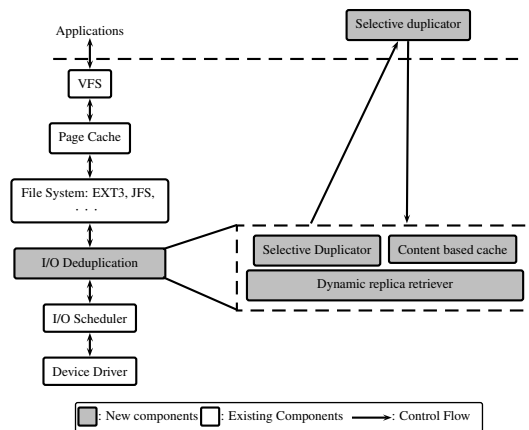 Applications
Selective duplicator
VFS
Page Cache
File System: EXT3, JFS,
. . .
I/O Deduplication
Selective Duplicator
Content based cache
Dynamic replica retriever
I/O Scheduler
Device Driver
: New components
: Existing Components
: Control Flow